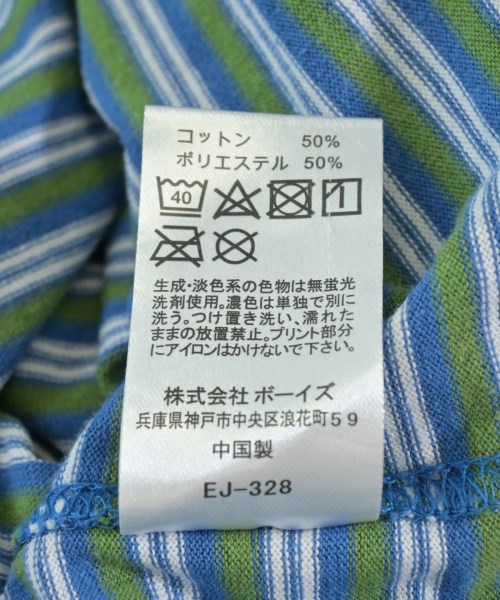 コットン 50%
ポリエステル 50%
40
生成・淡色系の色物は無蛍光
洗剤使用。濃色は単独で別に
洗う。つけ置き洗い、濡れた
ままの放置禁止。プリント部分
にアイロンはかけないで下さい。
株式会社 ボーイズ
兵庫県神戸市中央区浪花町59
中国製
EJ-328